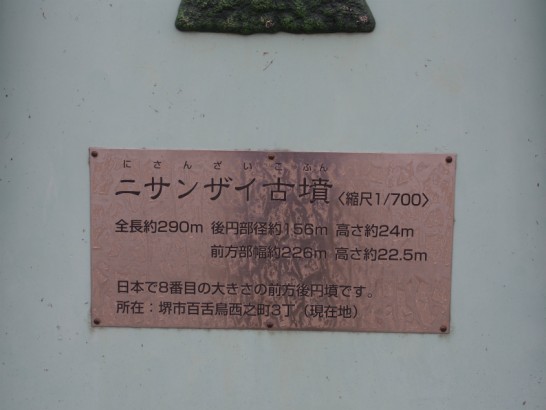 にさんざいこふん
ニサンザイ古墳〈縮尺1/700〉
全長約290m 後円部径約156m 高さ約24m
前方部幅約226m 高さ約22.5m
日本で8番目の大きさの前方後円墳です。
所在：堺市百舌鳥西之町3丁（現在地）